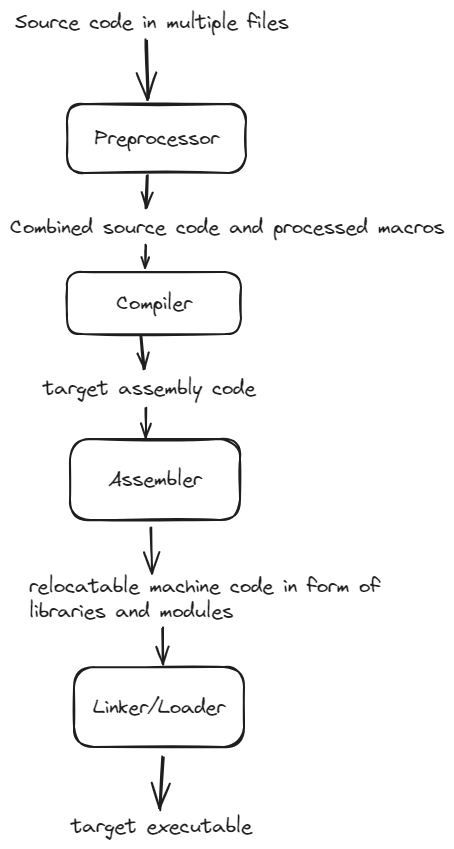 Source code in multiple files
Preprocessor
Combined source code and processed macros
Compiler
target assembly code
Assembler
relocatable machine code in form of
libraries and modules
Linker/Loader
target executable